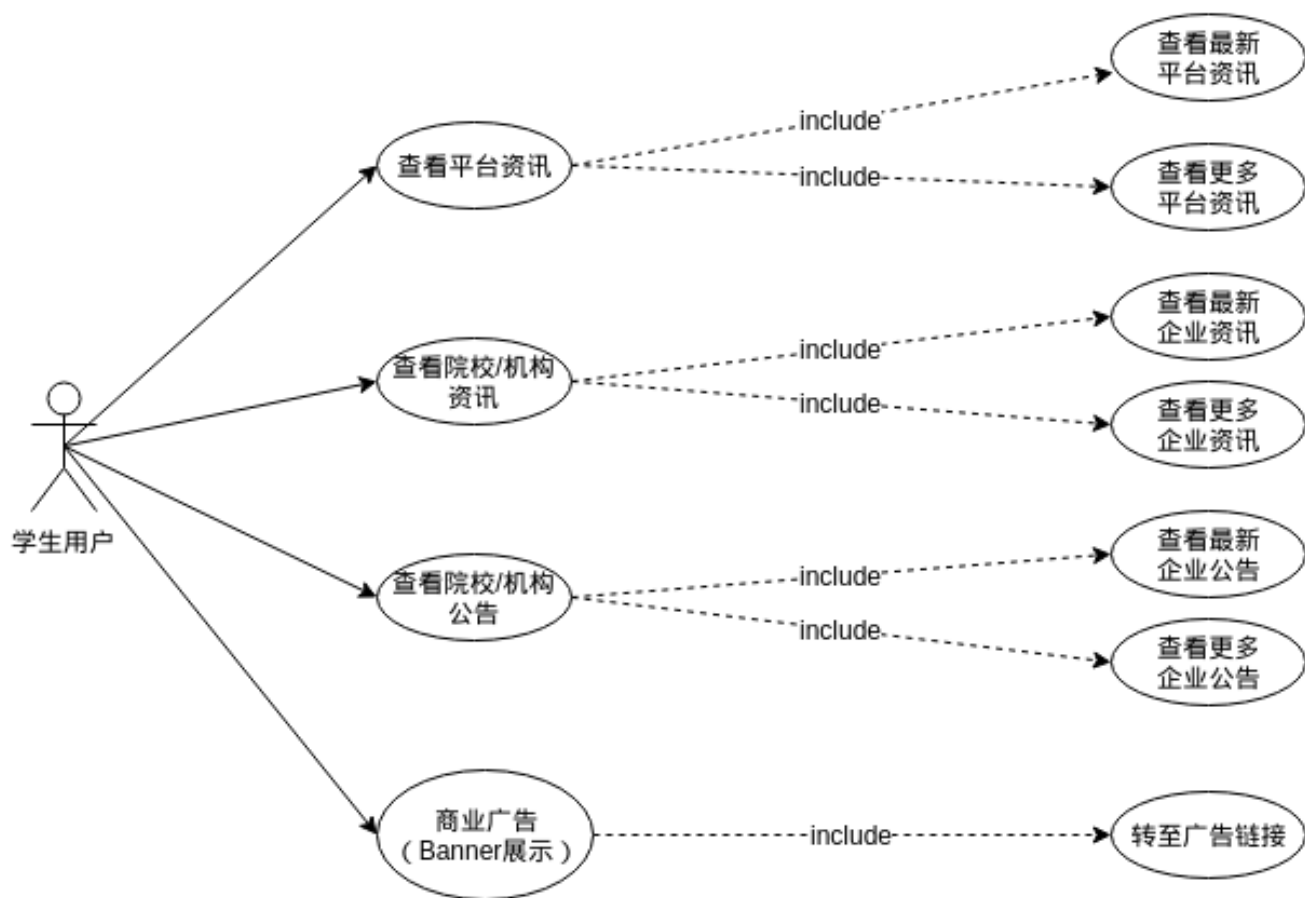 查看最新
平台资讯
include
查看平台资讯
include
查看更多
平台资讯
查看最新
企业资讯
include
查看院校/机构
资讯
include
查看更多
企业资讯
学生用户
查看最新
企业公告
include
查看院校/机构
公告
include
查看更多
企业公告
商业广告
（Banner展示）
include
转至广告链接